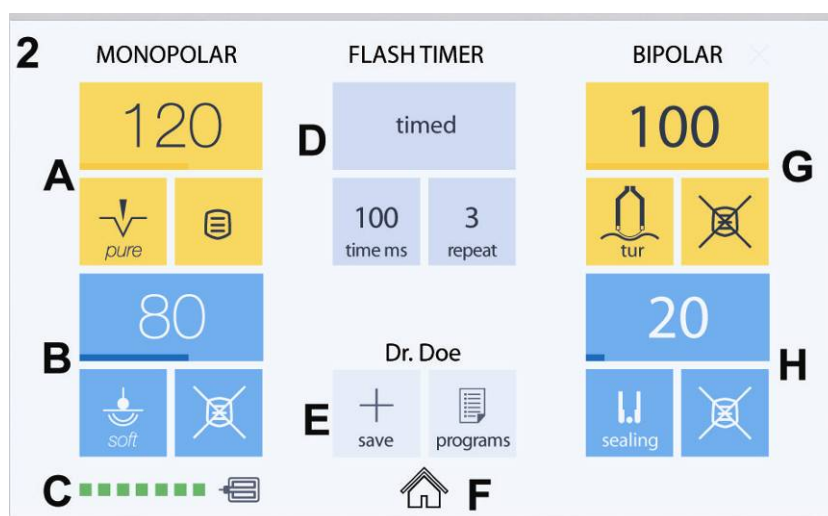 2 MONOPOLAR FLASH TIMER BIPOLAR
120 timed 100
A D G
pure tur
100 3
time ms repeat
80 20
B Dr. Doe H
soft E save programs sealing
C F